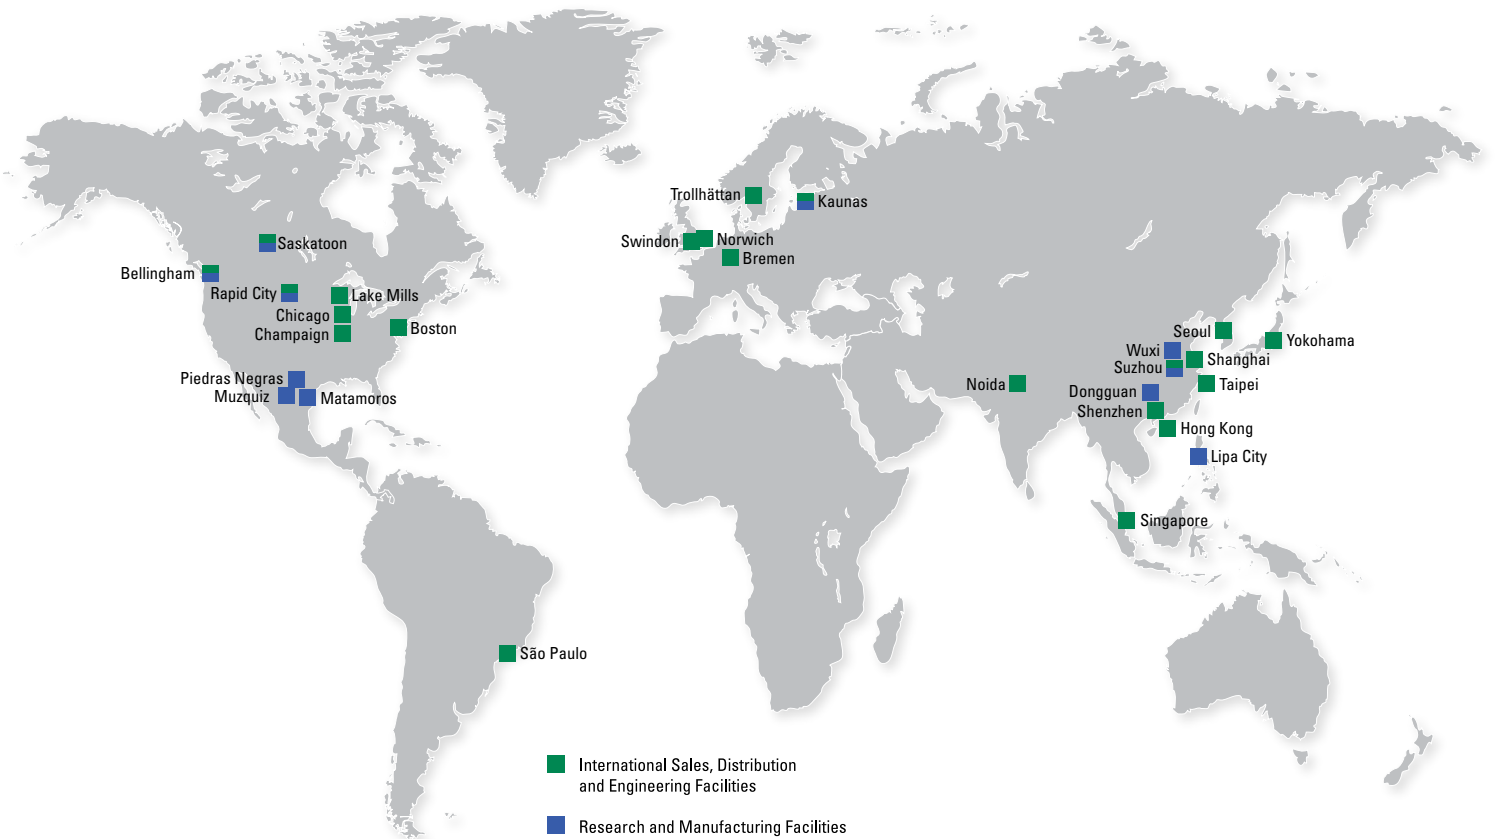 Trollhättan
Kaunas
Swindon
Norwich
Saskatoon
Bremen
Bellingham
Rapid City
Lake Mills
Chicago
Boston
Champaign
Seoul
Yokohama
Wuxi
Shanghai
Suzhou
Piedras Negras
Noida
Taipei
Muzquiz
Matamoros
Dongguan
Shenzhen
Hong Kong
Lipa City
Singapore
São Paulo
International Sales, Distribution
and Engineering Facilities
Research and Manufacturing Facilities